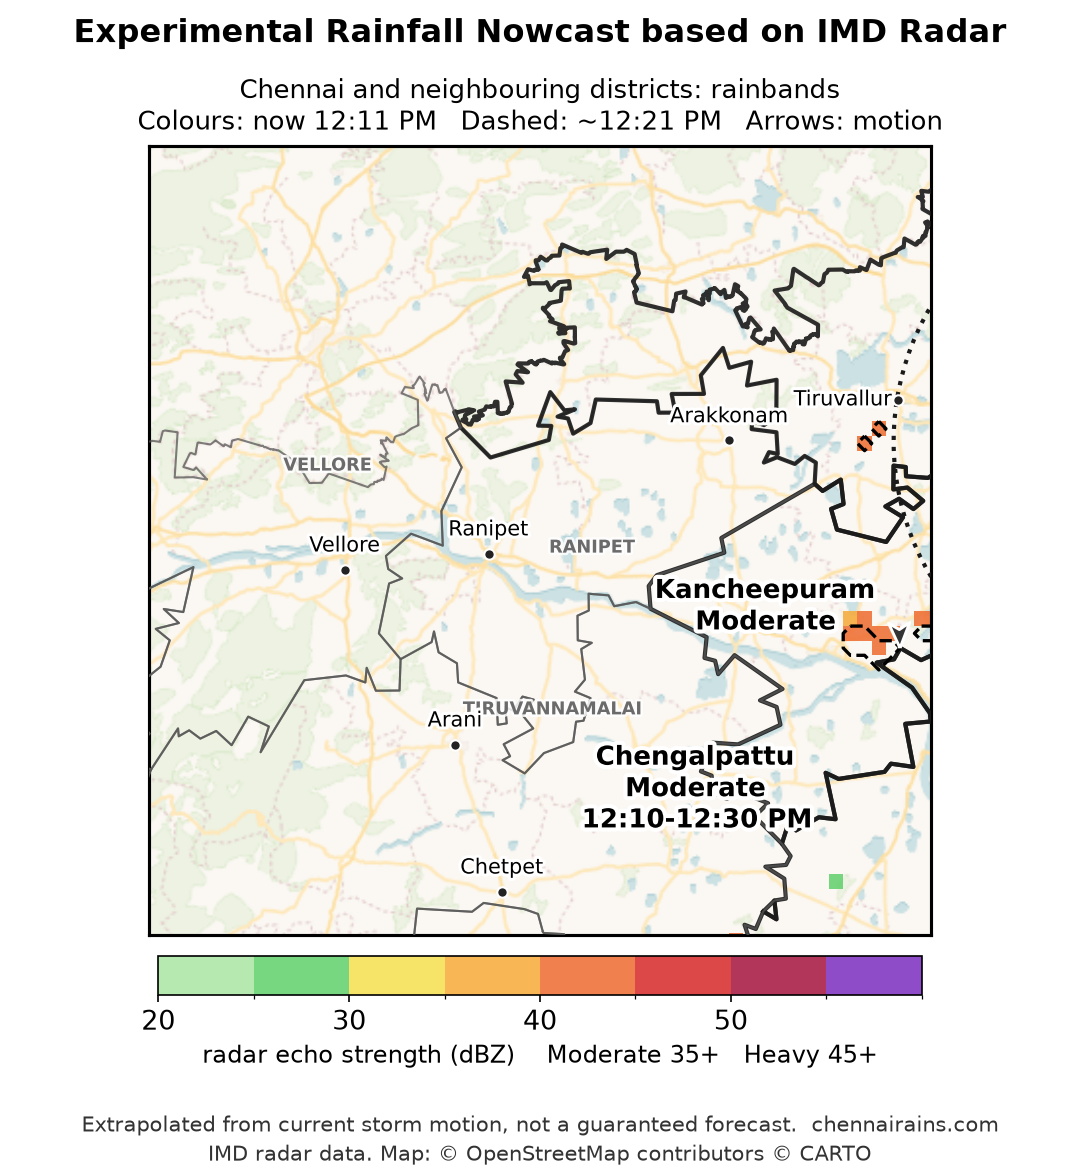 Experimental Rainfall Nowcast based on IMD Radar
Chennai and neighbouring districts: rainbands
Colours: now 12:11 PM   Dashed: ~12:21 PM   Arrows: motion
Tiruvallur
Arakkonam
VELLORE
Ranipet
Vellore
RANIPET
Kancheepuram
Moderate
TIRUVANNAMALAI
Arani
Chengalpattu
Moderate
12:10-12:30 PM
Chetpet
20 30 40 50
radar echo strength (dBZ)   Moderate 35+   Heavy 45+
Extrapolated from current storm motion, not a guaranteed forecast.  chennairains.com
IMD radar data. Map: © OpenStreetMap contributors © CARTO